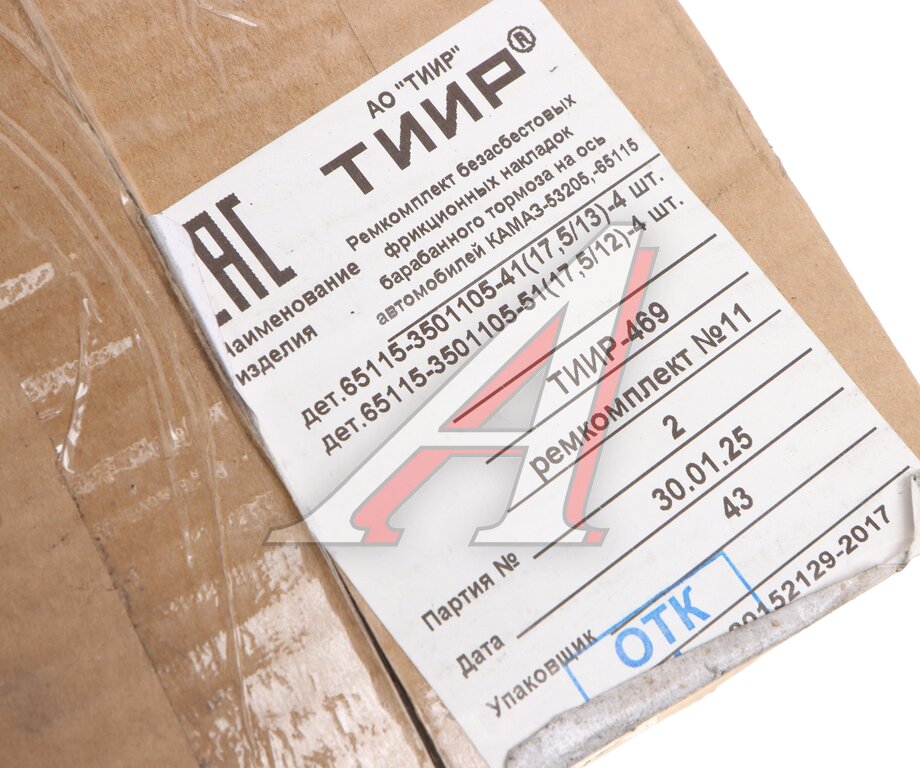 АО "ТИИР"
ТИИР®
EAC
Ремкомплект безасбестовых
фрикционных накладок
барабанного тормоза на ось
автомобилей КАМАЗ-53205,-65115
Наименование
изделия
дет.65115-3501105-41(17,5/13)-4 шт.
дет.65115-3501105-51(17,5/12)-4 шт.
ТИИР-469
ремкомплект №11
Партия № 2
Дата 30.01.25
Упаковщик 43
ОТК
00152129-2017